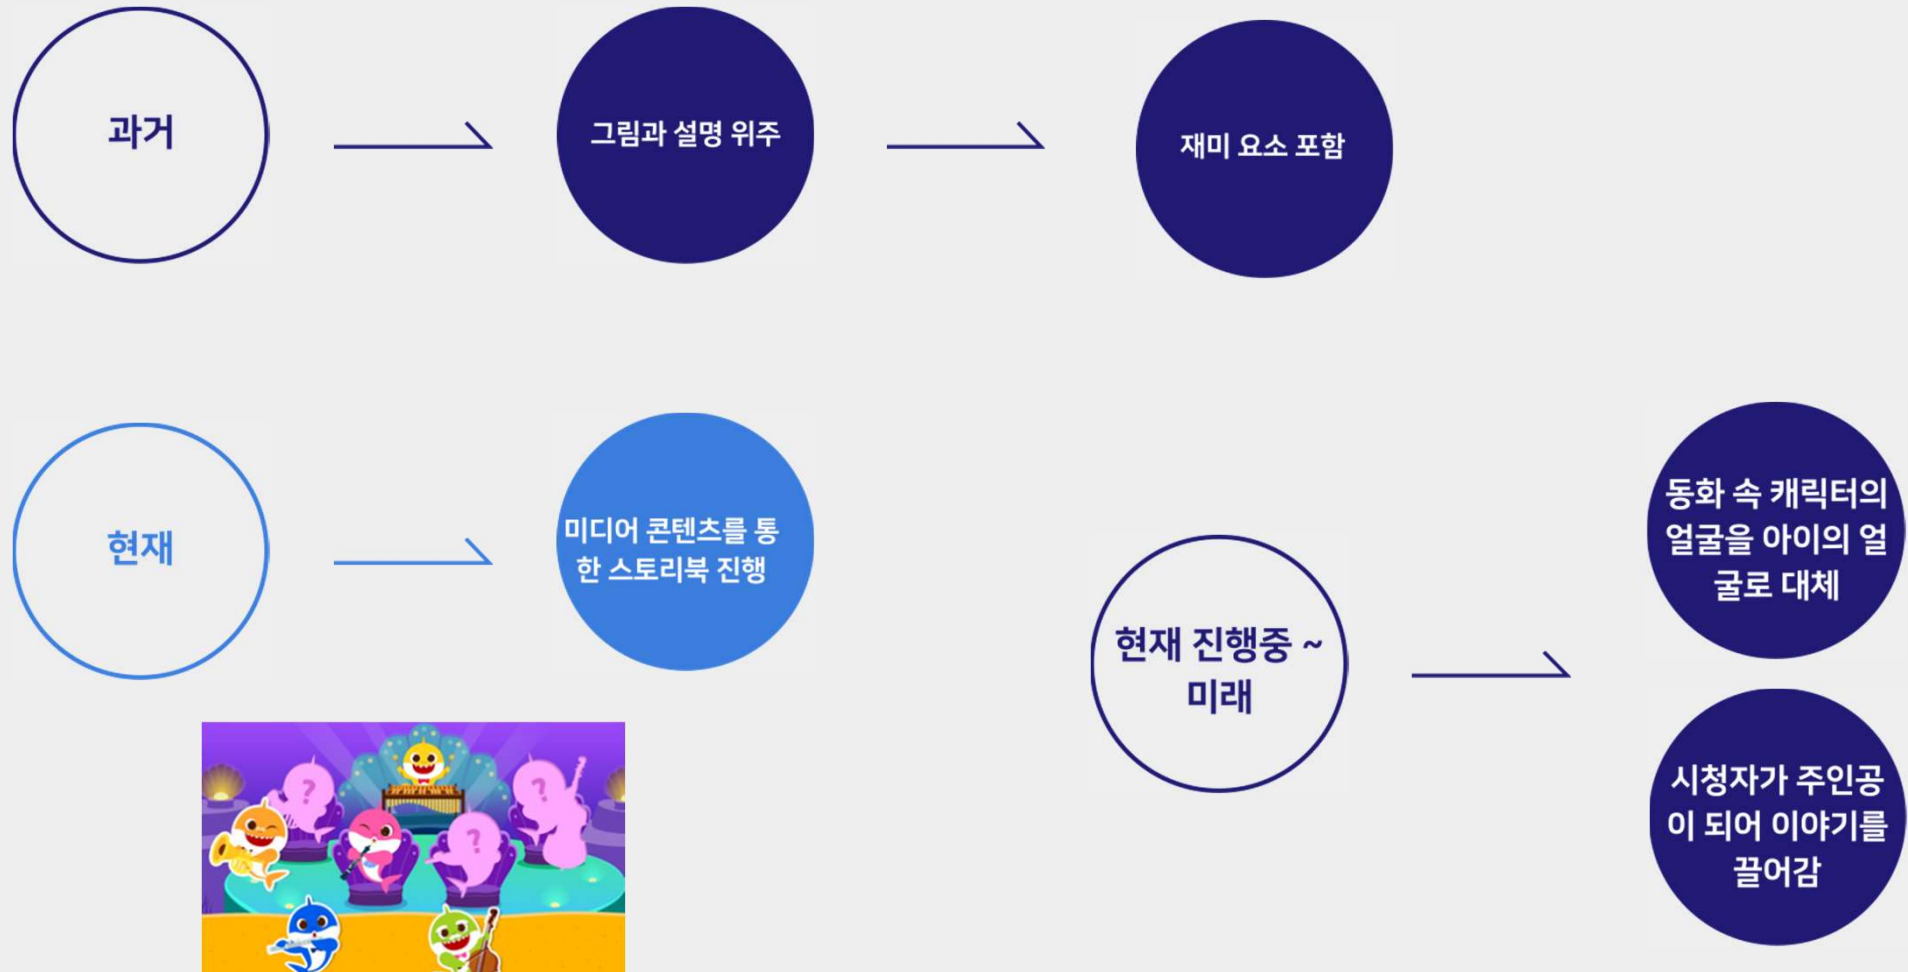 과거
그림과 설명 위주
재미 요소 포함
현재
미디어 콘텐츠를 통
한 스토리북 진행
현재 진행중 ~
미래
동화 속 캐릭터의
얼굴을 아이의 얼
굴로 대체
시청자가 주인공
이 되어 이야기를
끌어감
?
?
?